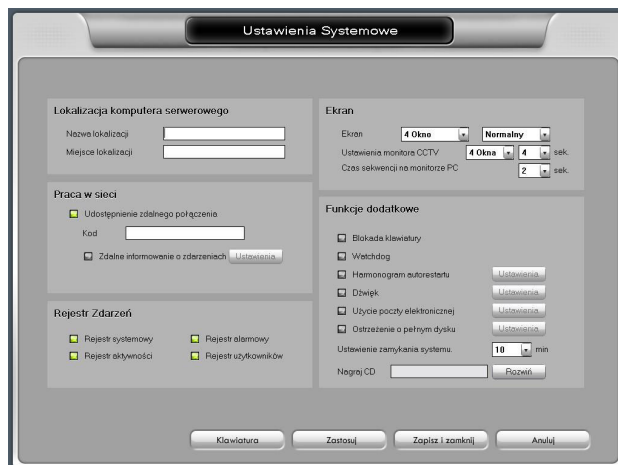 Ustawienia Systemowe
Lokalizacja komputera serwerowego
Nazwa lokalizacji
Miejsce lokalizacji
Praca w sieci
Udostępnienie zdalnego połączenia
Kod
Zdalne informowanie o zdarzeniach Ustawienia
Rejestr Zdarzeń
Rejestr systemowy Rejestr alarmowy
Rejestr aktywności Rejestr użytkowników
Ekran
Ekran 4 Okno Normalny
Ustawienia monitora CCTV 4 Okna 4 sek.
Czas sekwencji na monitorze PC 2 sek.
Funkcje dodatkowe
Blokada klawiatury
Watchdog
Harmonogram autorestartu Ustawienia
Dźwięk Ustawienia
Użycie poczty elektronicznej Ustawienia
Ostrzeżenie o pełnym dysku Ustawienia
Ustawienie zamykania systemu. 10 min
Nagraj CD Rozwiń
Klawiatura Zastosuj Zapisz i zamknij Anuluj